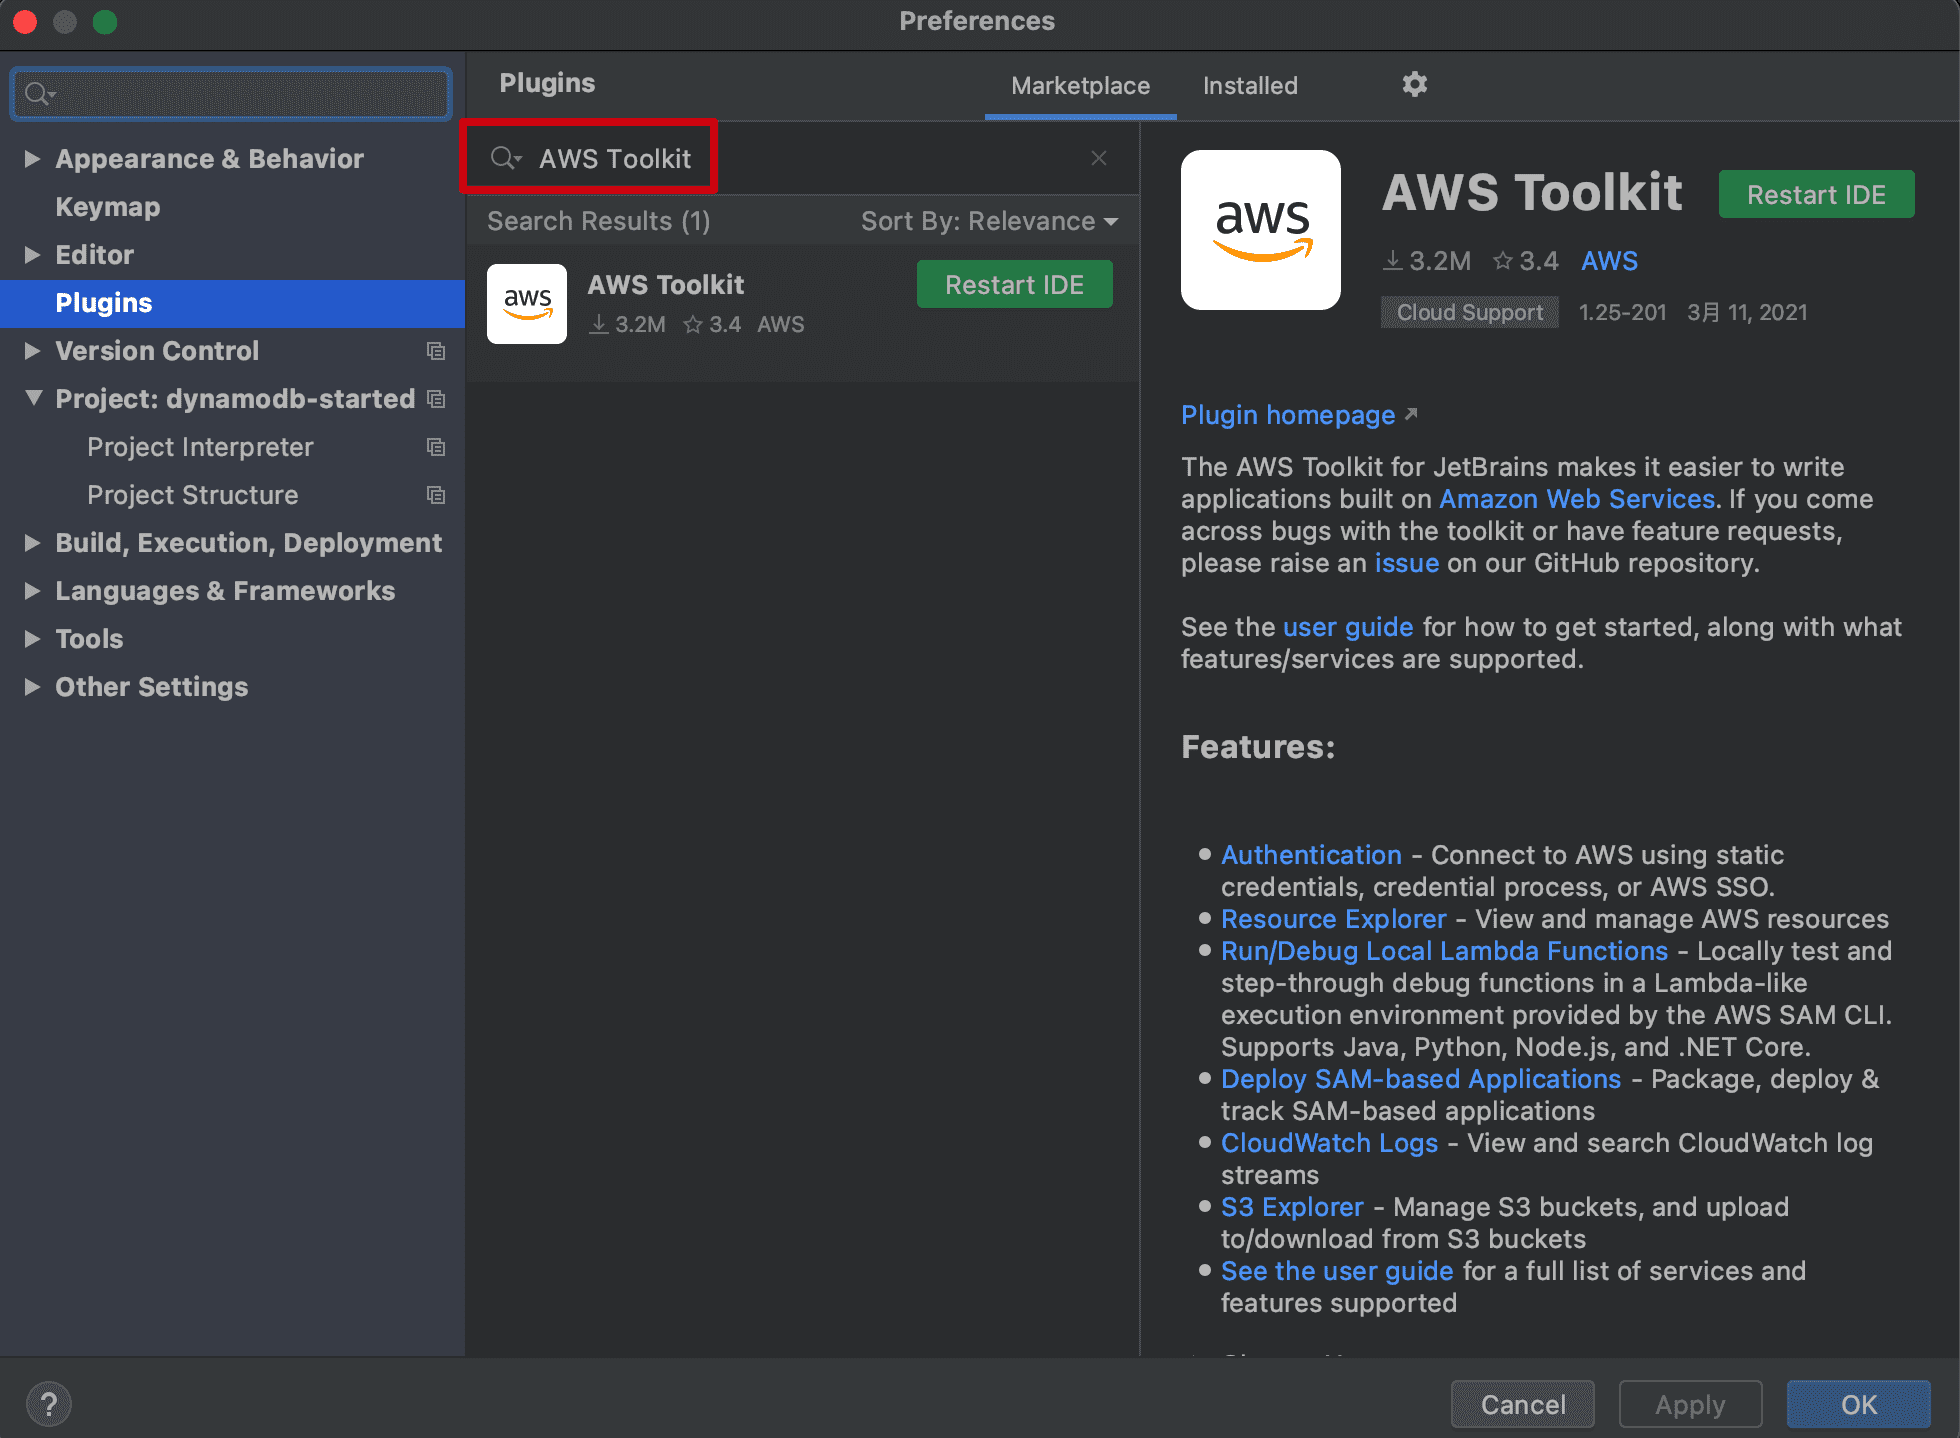 Preferences
Plugins
Marketplace
Installed
Appearance & Behavior
Keymap
Editor
Plugins
Version Control
Project: dynamodb-started
Project Interpreter
Project Structure
Build, Execution, Deployment
Languages & Frameworks
Tools
Other Settings
AWS Toolkit
Search Results (1)
Sort By: Relevance
aws
AWS Toolkit
Restart IDE
3.2M 3.4 AWS
aws
AWS Toolkit
Restart IDE
3.2M 3.4 AWS
Cloud Support 1.25-201 3月 11, 2021
Plugin homepage
The AWS Toolkit for JetBrains makes it easier to write
applications built on Amazon Web Services. If you come
across bugs with the toolkit or have feature requests,
please raise an issue on our GitHub repository.
See the user guide for how to get started, along with what
features/services are supported.
Features:
Authentication - Connect to AWS using static
credentials, credential process, or AWS SSO.
Resource Explorer - View and manage AWS resources
Run/Debug Local Lambda Functions - Locally test and
step-through debug functions in a Lambda-like
execution environment provided by the AWS SAM CLI.
Supports Java, Python, Node.js, and .NET Core.
Deploy SAM-based Applications - Package, deploy &
track SAM-based applications
CloudWatch Logs - View and search CloudWatch log
streams
S3 Explorer - Manage S3 buckets, and upload
to/download from S3 buckets
See the user guide for a full list of services and
features supported
?
Cancel
Apply
OK